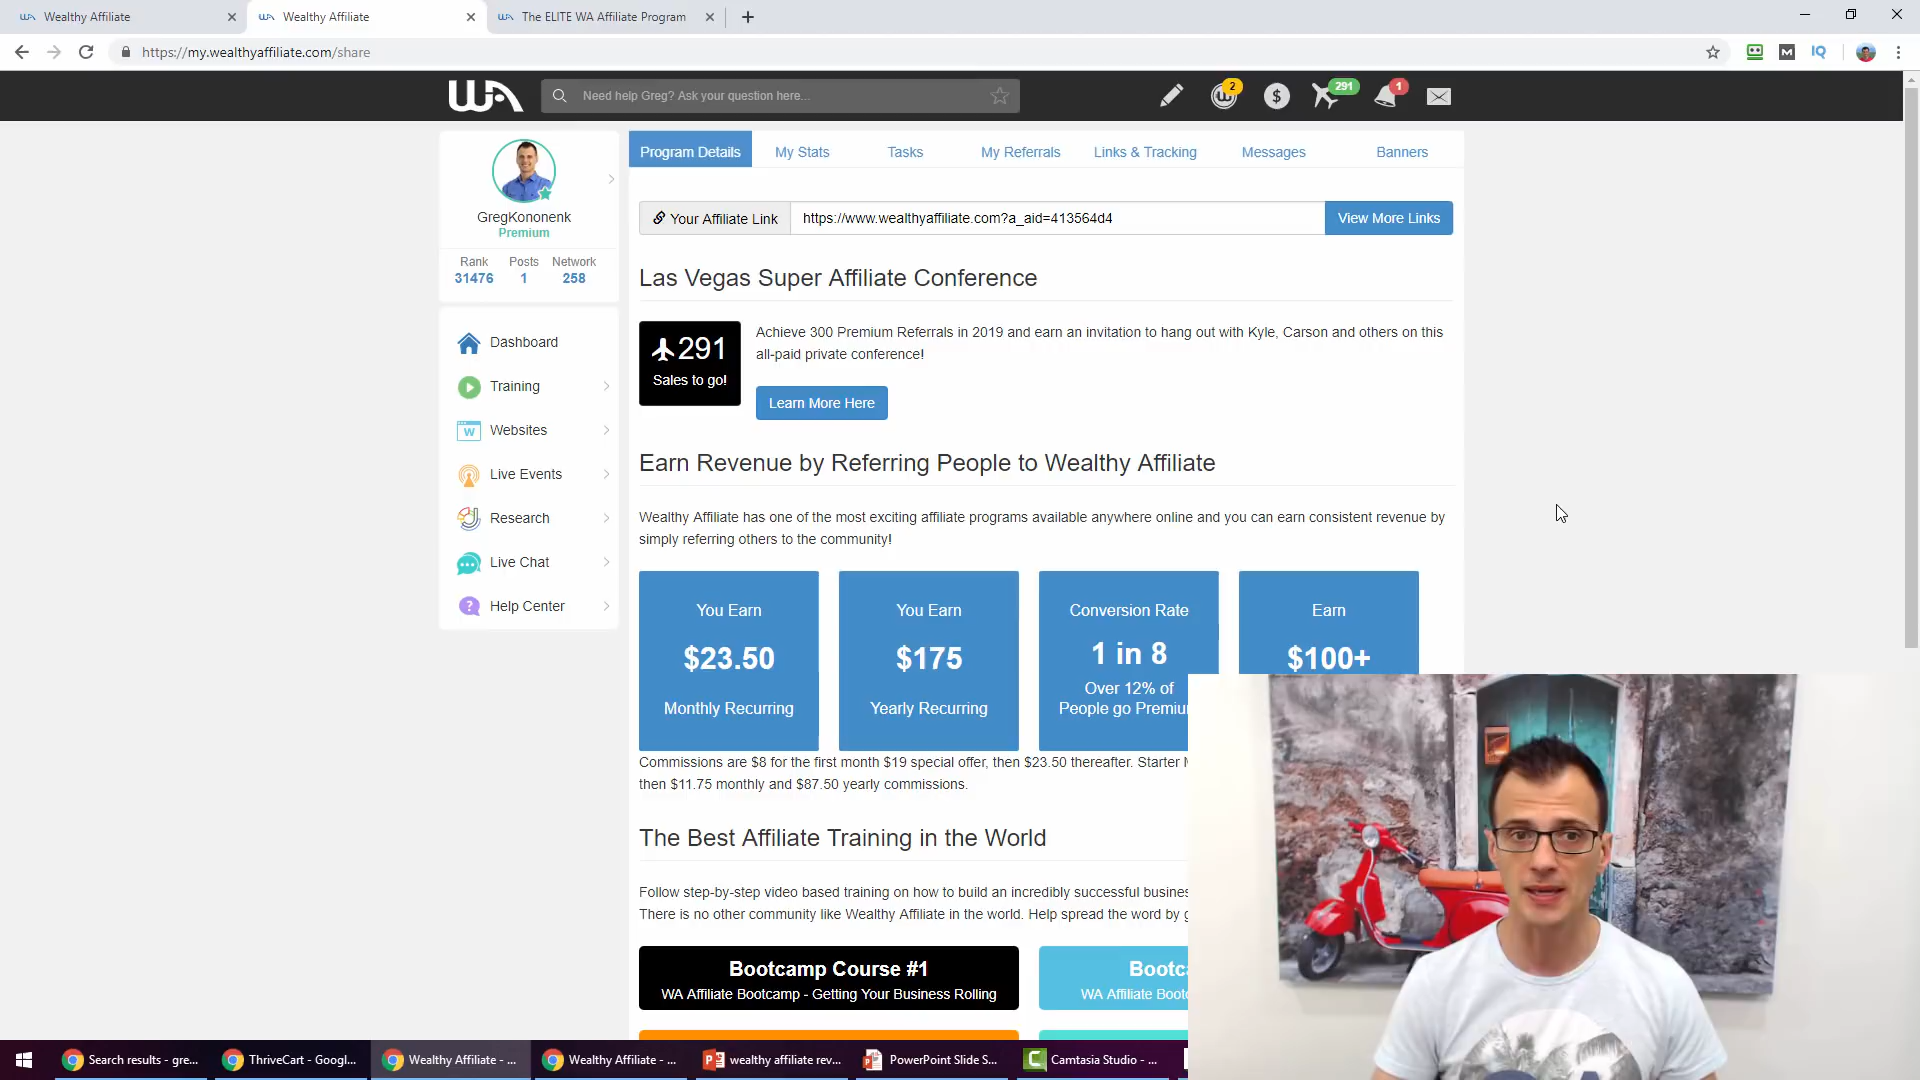 Wealthy Affiliate
Wealthy Affiliate
The ELITE WA Affiliate Program
https://my.wealthyaffiliate.com/share
IQ
WA
Need help Greg? Ask your question here...
2
291
1
GregKononenk
Premium
Rank Posts Network
31476 1 258
Dashboard
Training
Websites
Live Events
Research
Live Chat
Help Center
Program Details My Stats Tasks My Referrals Links & Tracking Messages Banners
Your Affiliate Link https://www.wealthyaffiliate.com?a_aid=413564d4 View More Links
Las Vegas Super Affiliate Conference
291
Sales to go!
Achieve 300 Premium Referrals in 2019 and earn an invitation to hang out with Kyle, Carson and others on this
all-paid private conference!
Learn More Here
Earn Revenue by Referring People to Wealthy Affiliate
Wealthy Affiliate has one of the most exciting affiliate programs available anywhere online and you can earn consistent revenue by
simply referring others to the community!
You Earn
$23.50
Monthly Recurring
You Earn
$175
Yearly Recurring
Conversion Rate
1 in 8
Over 12% of
People go Premiu
Earn
$100+
Commissions are $8 for the first month $19 special offer, then $23.50 thereafter. Starter
then $11.75 monthly and $87.50 yearly commissions.
The Best Affiliate Training in the World
Follow step-by-step video based training on how to build an incredibly successful busines
There is no other community like Wealthy Affiliate in the world. Help spread the word by g
Bootcamp Course #1
WA Affiliate Bootcamp - Getting Your Business Rolling
Bootc
WA Affiliate Boot
Search results - gre...
ThriveCart - Googl...
Wealthy Affiliate - ...
Wealthy Affiliate - ...
wealthy affiliate rev...
PowerPoint Slide S...
Camtasia Studio - ...